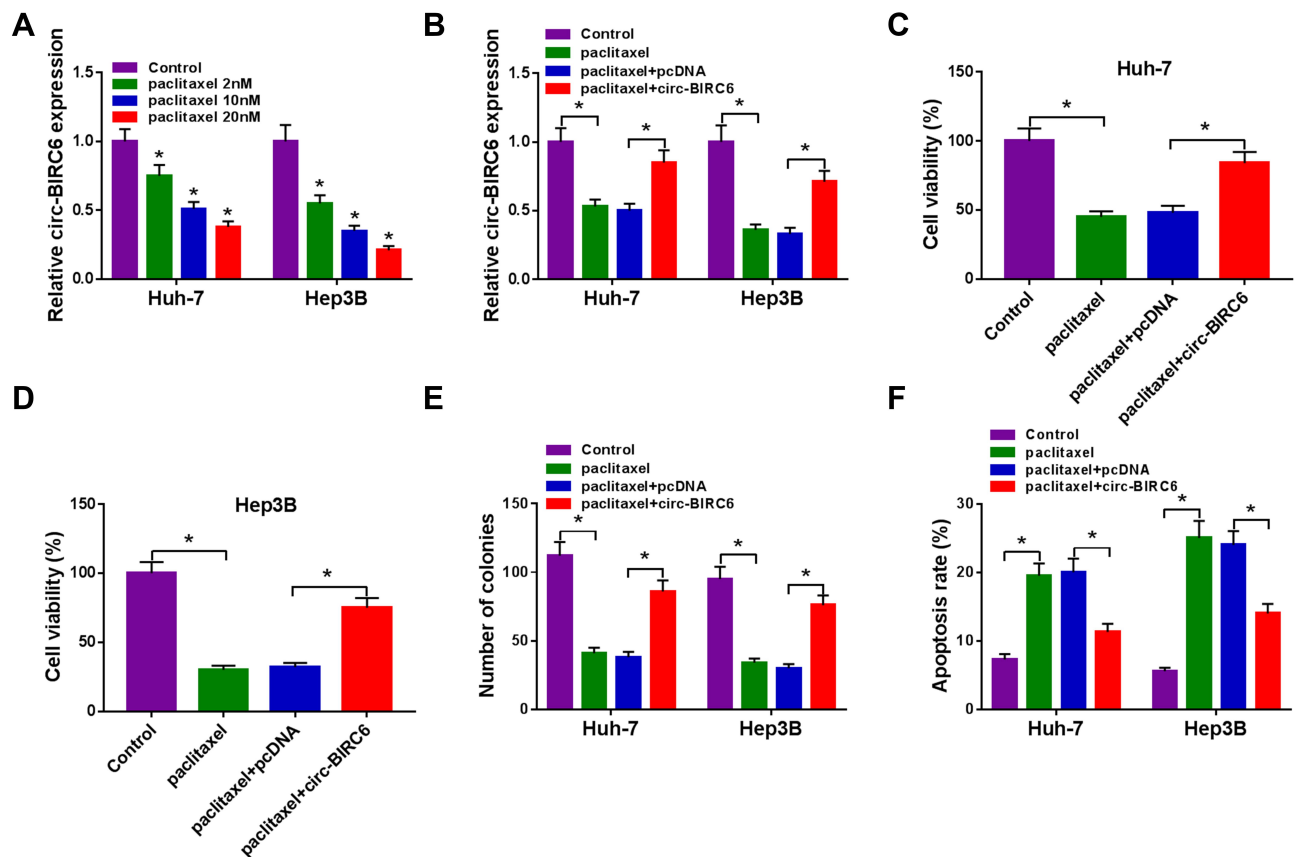 A
Relative circ-BIRC6 expression
Control
paclitaxel 2nM
paclitaxel 10nM
paclitaxel 20nM
1.5
1.0
0.5
0.0
*
*
*
*
*
*
Huh-7
Hep3B
B
Relative circ-BIRC6 expression
Control
paclitaxel
paclitaxel+pcDNA
paclitaxel+circ-BIRC6
1.5
1.0
0.5
0.0
*
*
*
*
Huh-7
Hep3B
C
Huh-7
Cell viability (%)
150
100
50
0
*
*
Control
paclitaxel
paclitaxel+pcDNA
paclitaxel+circ-BIRC6
D
Hep3B
Cell viability (%)
150
100
50
0
*
*
Control
paclitaxel
paclitaxel+pcDNA
paclitaxel+circ-BIRC6
E
Control
paclitaxel
paclitaxel+pcDNA
paclitaxel+circ-BIRC6
Number of colonies
150
100
50
0
*
*
*
*
Huh-7
Hep3B
F
Control
paclitaxel
paclitaxel+pcDNA
paclitaxel+circ-BIRC6
Apoptosis rate (%)
30
20
10
0
*
*
*
*
Huh-7
Hep3B